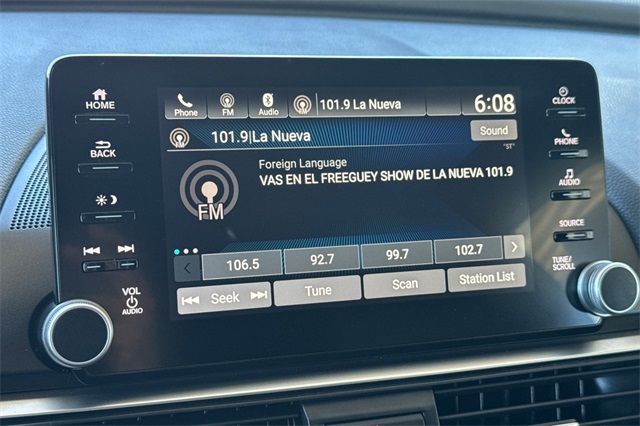 HOME
BACK
VOL
AUDIO
Phone FM Audio 101.9 La Nueva 6:08
101.9|La Nueva Sound
"ST"
Foreign Language
VAS EN EL FREEGUEY SHOW DE LA NUEVA 101.9
FM
106.5 92.7 99.7 102.7
Seek Tune Scan Station List
CLOCK
PHONE
AUDIO
SOURCE
TUNE/
SCROLL